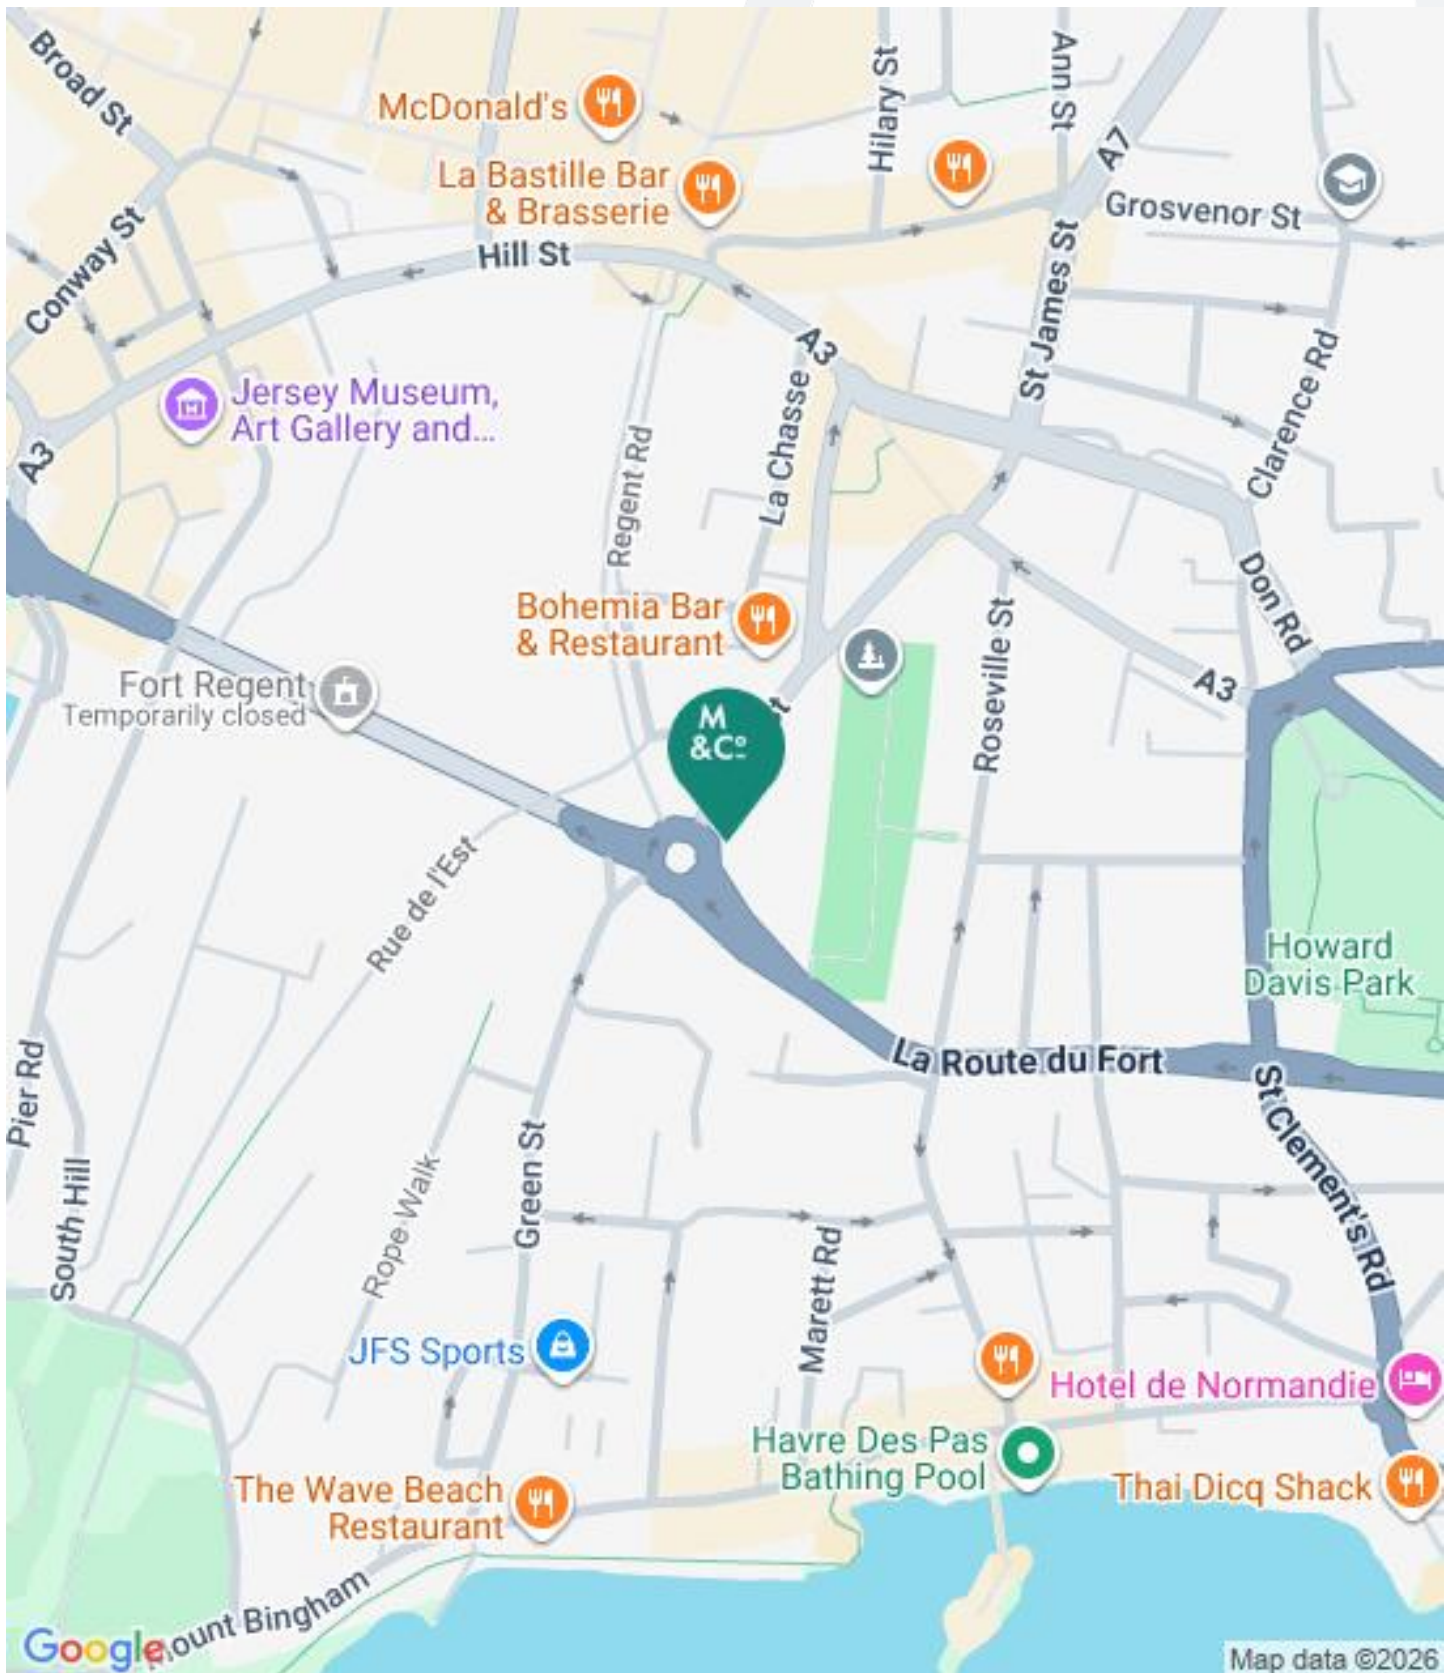 Broad St
McDonald's
Hilary St
Ann St
A7
La Bastille Bar
& Brasserie
Grosvenor St
Conway St
Hill St
St James St
A3
Clarence Rd
Jersey Museum,
Art Gallery and...
La Chasse
A3
Regent Rd
Don Rd
Bohemia Bar
& Restaurant
Roseville St
A3
Fort Regent
Temporarily closed
M
&Co
t
Rue de l'Est
Howard
Davis Park
La Route du Fort
Pier Rd
St Clement's Rd
South Hill
Green St
Rope Walk
Marett Rd
JFS Sports
Hotel de Normandie
Havre Des Pas
Bathing Pool
The Wave Beach
Restaurant
Thai Dicq Shack
Mount Bingham
Google
Map data ©2026